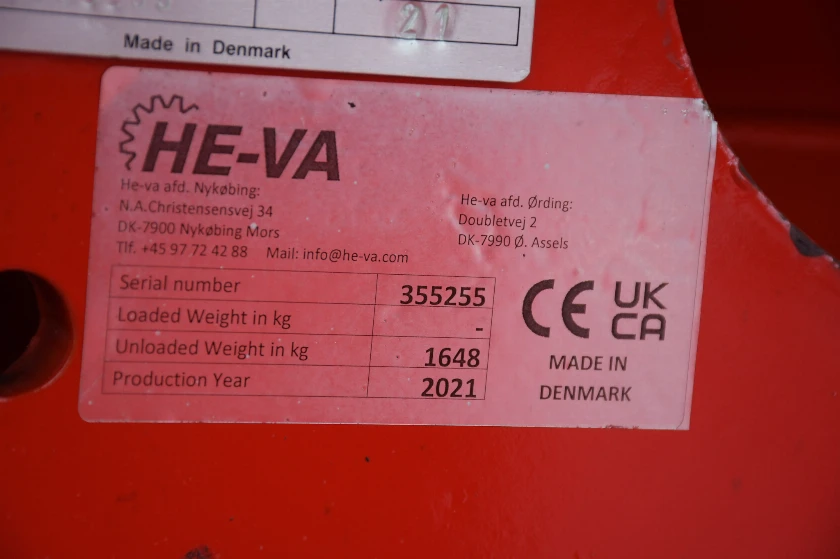 21
Made in Denmark
HE-VA
He-va afd. Nykøbing:
N.A.Christensensvej 34
DK-7900 Nykøbing Mors
Tlf. +45 97 72 42 88 Mail: info@he-va.com
He-va afd. Ørding:
Doubletvej 2
DK-7990 Ø. Assels
Serial number 355255
Loaded Weight in kg -
Unloaded Weight in kg 1648
Production Year 2021
CE UK
CA
MADE IN
DENMARK